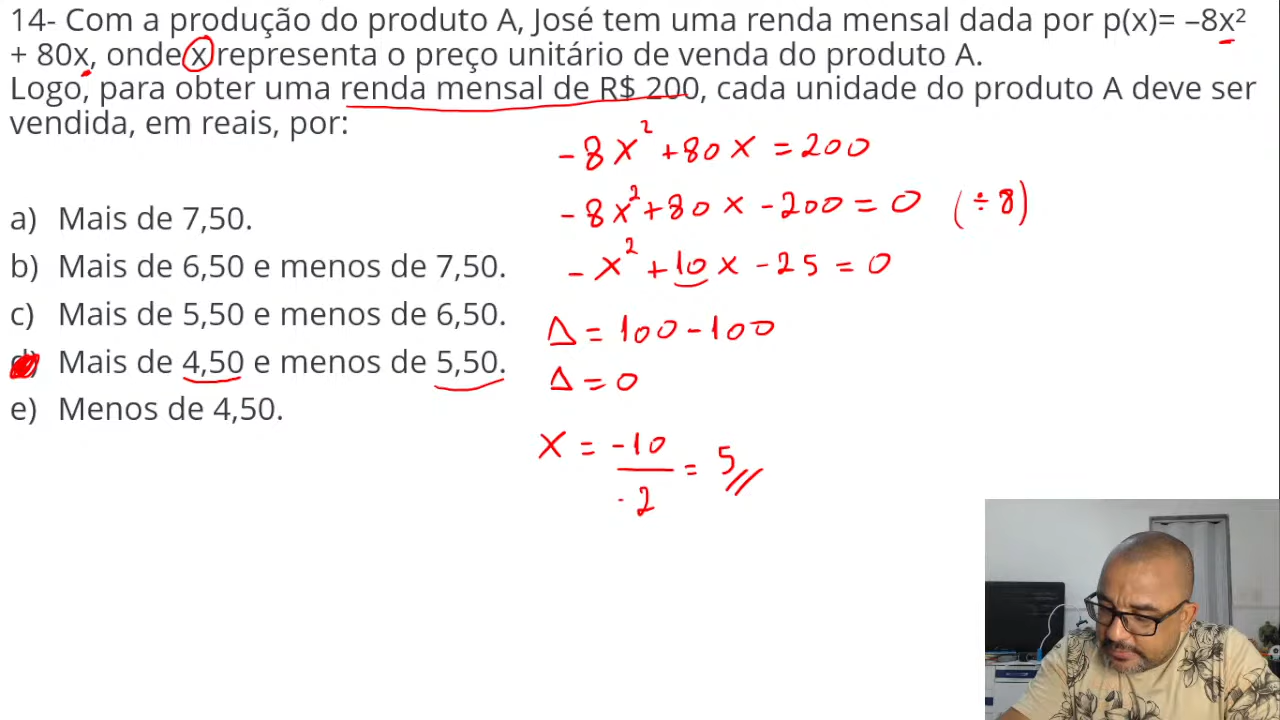 14- Com a produção do produto A, José tem uma renda mensal dada por p(x)= –8x²
+ 80x, onde x representa o preço unitário de venda do produto A.
Logo, para obter uma renda mensal de R$ 200, cada unidade do produto A deve ser
vendida, em reais, por:
-8x² +80x = 200
-8x² +80x -200 = 0 (÷8)
a) Mais de 7,50.
b) Mais de 6,50 e menos de 7,50.
-x² +10x -25 = 0
c) Mais de 5,50 e menos de 6,50.
Δ = 100 - 100
d) Mais de 4,50 e menos de 5,50.
Δ = 0
e) Menos de 4,50.
x = -10/-2 = 5//